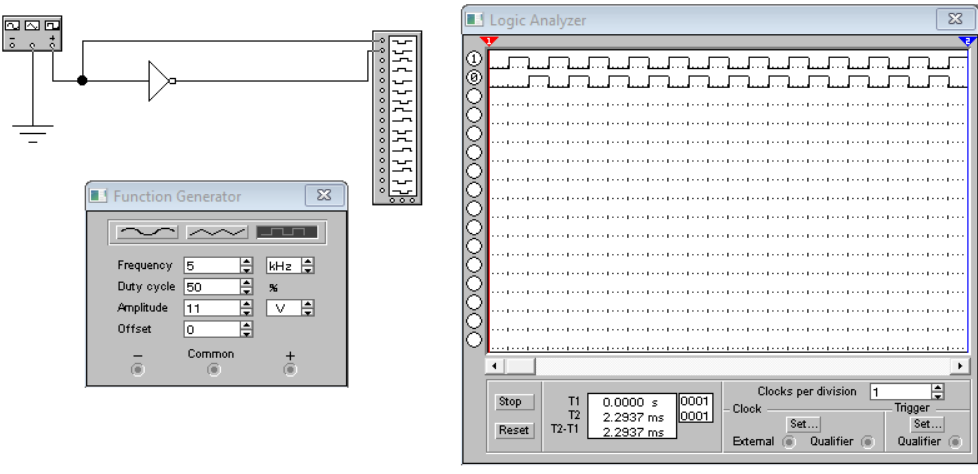 - +
Function Generator
Frequency 5 kHz
Duty cycle 50 %
Amplitude 11 V
Offset 0
- Common +
Logic Analyzer
1 2
1
0
Clocks per division 1
Stop T1 0.0000 s 0001
T2 2.2937 ms 0001
Reset T2-T1 2.2937 ms
Clock Trigger
Set... Set...
External Qualifier Qualifier